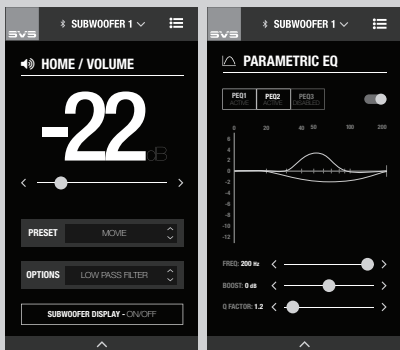 SVS
SUBWOOFER 1
HOME / VOLUME
-22 dB
PRESET MOVIE
OPTIONS LOW PASS FILTER
SUBWOOFER DISPLAY - ON/OFF
SVS
SUBWOOFER 1
PARAMETRIC EQ
PEQ1 PEQ2 PEQ3
ACTIVE ACTIVE DISABLED
0 20 40 50 100 200
6
4
2
0
-2
-4
-6
-8
-10
-12
FREQ: 200 Hz
BOOST: 0 dB
Q FACTOR: 1.2